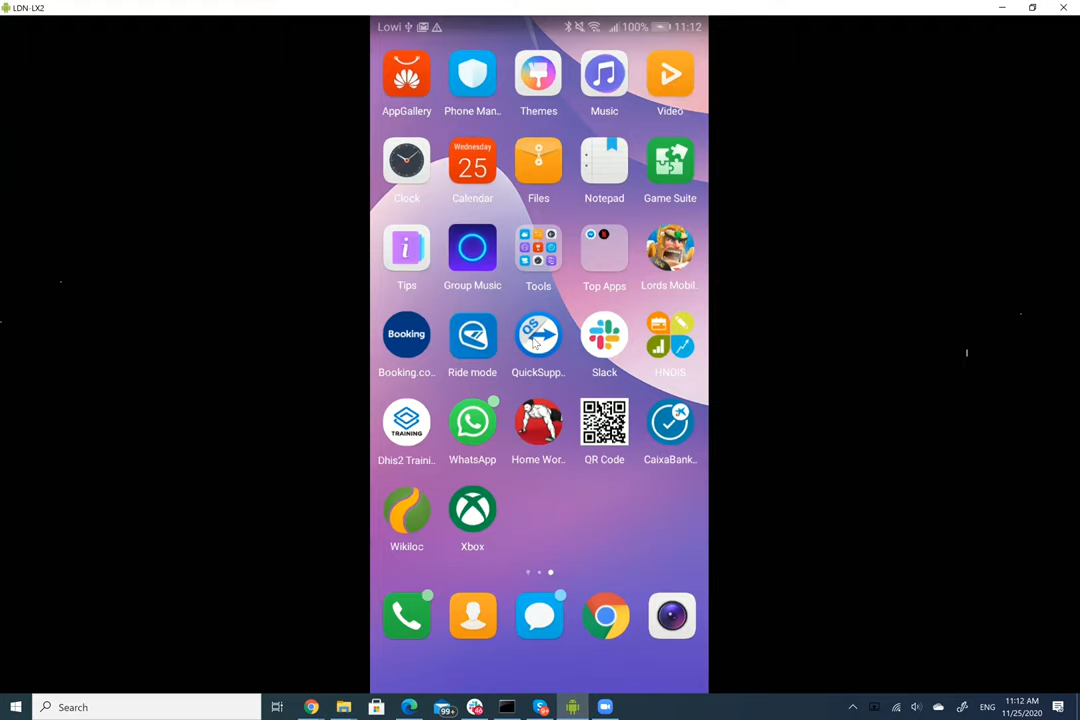 LDN-LX2
Lowi 100% 11:12
AppGallery Phone Man.. Themes Music Video
Wednesday
25
Clock Calendar Files Notepad Game Suite
Tips Group Music Tools Top Apps Lords Mobil..
Booking
QS
Booking.co.. Ride mode QuickSupp.. Slack HNQIS
TRAINING
Dhis2 Traini.. WhatsApp Home Wor.. QR Code CaixaBank..
Wikiloc Xbox
Search
99+
ENG
11:12 AM
11/25/2020